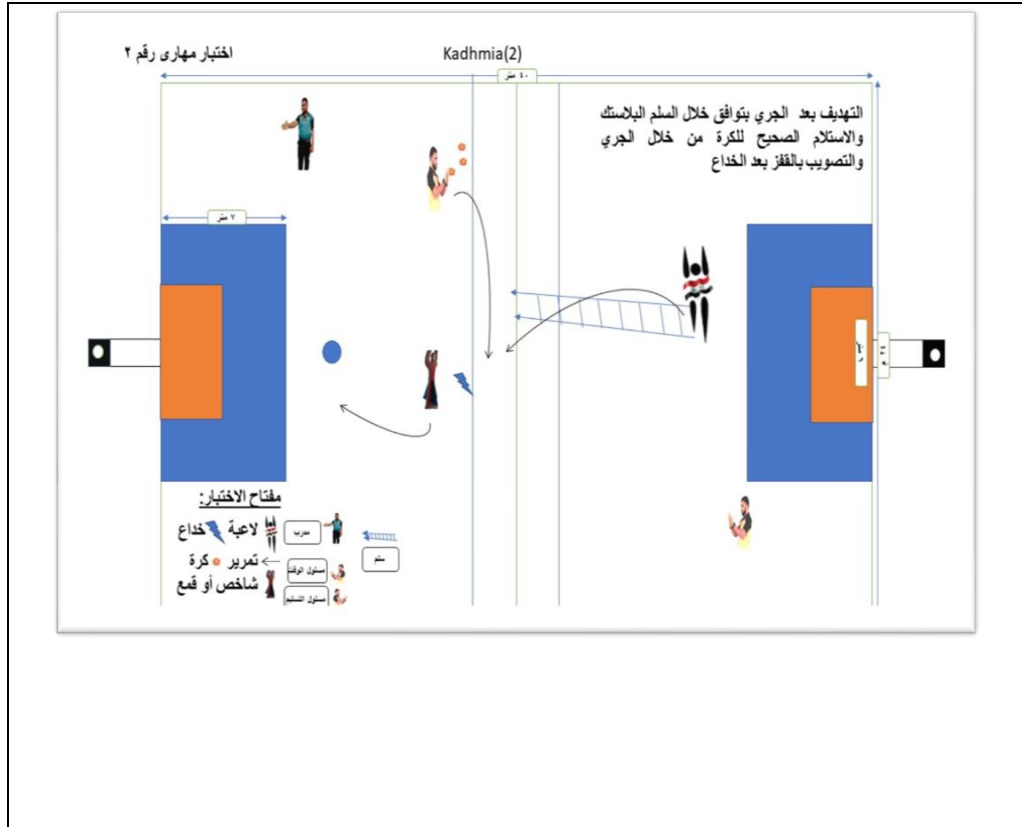 اختبار مهارى رقم ٢
Kadhmia(2)
٤٠ متر
التهديف بعد الجري بتوافق خلال السلم البلاستك
والاستلام الصحيح للكرة من خلال الجري
والتصويب بالقفز بعد الخداع
٧ متر
٦ متر
مفتاح الاختبار:
لاعبة
خداع
مدرب
تمرير
كرة
مسئول الوقت
سلم
شاخص أو قمع
مسئول التسليم